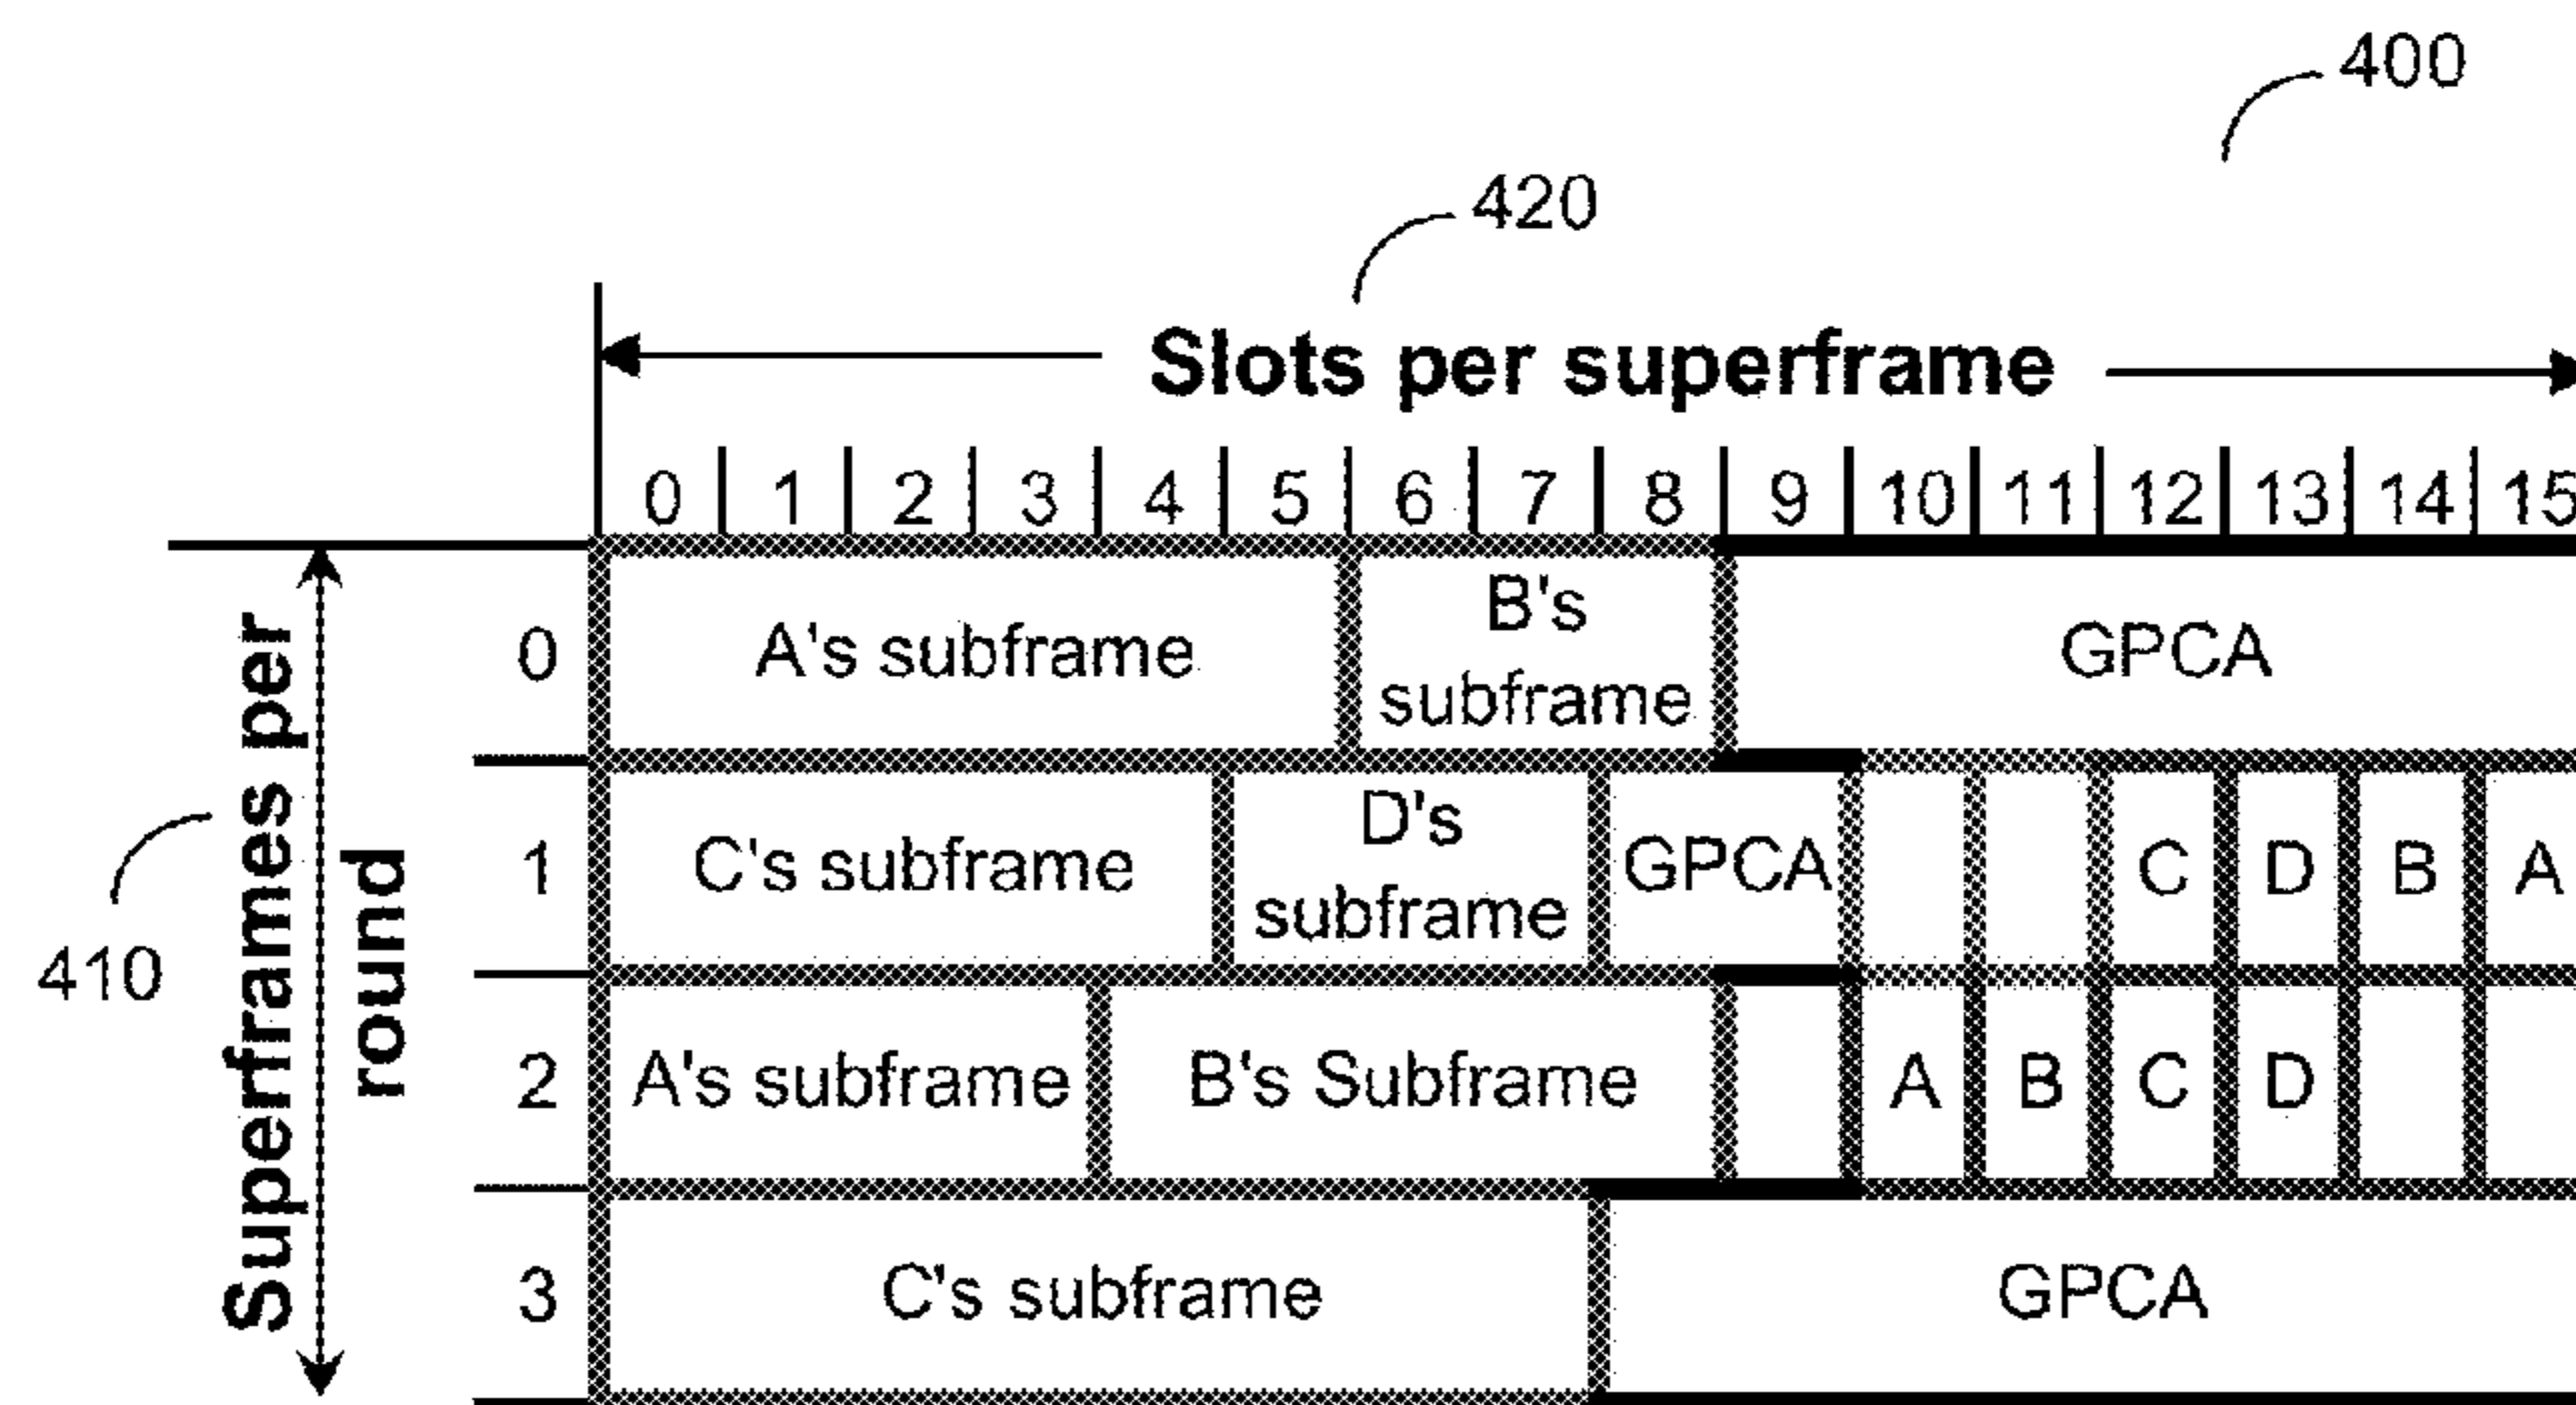 400
420
Slots per superframe
0 1 2 3 4 5 6 7 8 9 10 11 12 13 14 15
Superframes per
round
410
0 A's subframe B's
subframe GPCA
1 C's subframe D's
subframe GPCA C D B A
2 A's subframe B's Subframe A B C D
3 C's subframe GPCA